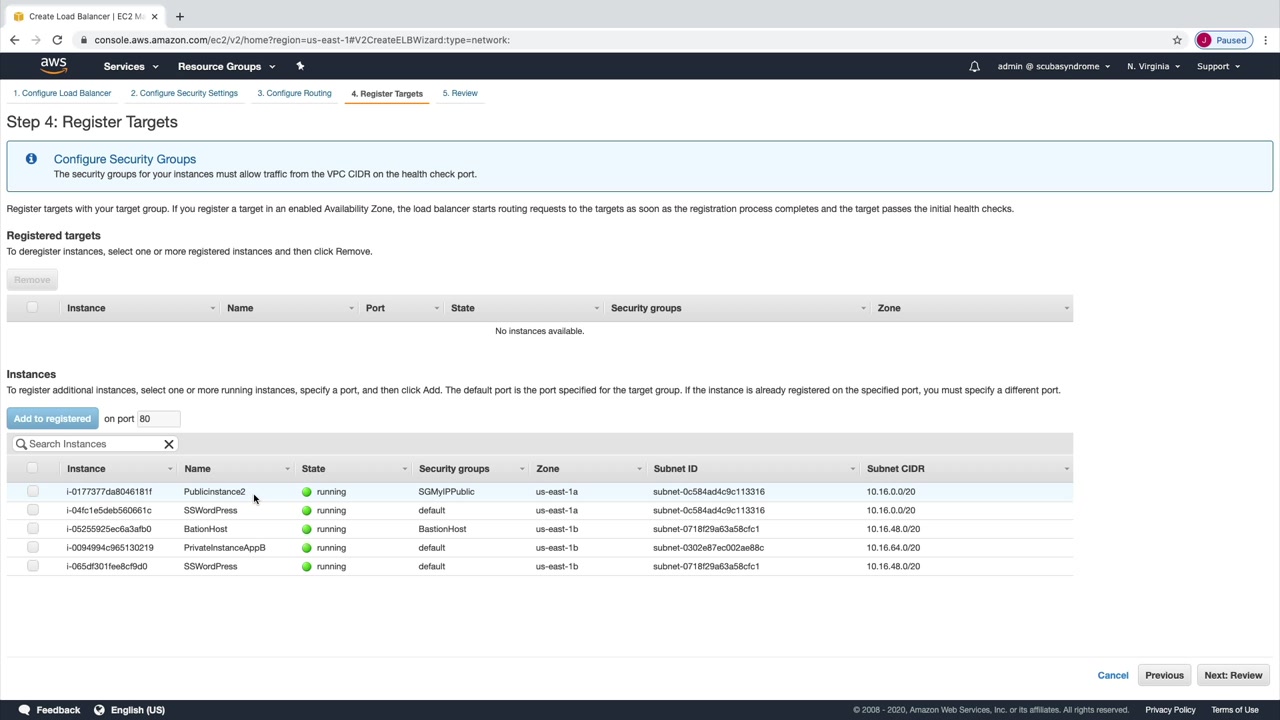 Create Load Balancer | EC2 Ma
console.aws.amazon.com/ec2/v2/home?region=us-east-1#V2CreateELBWizard:type=network:
J Paused
aws Services Resource Groups admin @ scubasyndrome N. Virginia Support
1. Configure Load Balancer 2. Configure Security Settings 3. Configure Routing 4. Register Targets 5. Review
Step 4: Register Targets
Configure Security Groups
The security groups for your instances must allow traffic from the VPC CIDR on the health check port.
Register targets with your target group. If you register a target in an enabled Availability Zone, the load balancer starts routing requests to the targets as soon as the registration process completes and the target passes the initial health checks.
Registered targets
To deregister instances, select one or more registered instances and then click Remove.
Remove
Instance Name Port State Security groups Zone
No instances available.
Instances
To register additional instances, select one or more running instances, specify a port, and then click Add. The default port is the port specified for the target group. If the instance is already registered on the specified port, you must specify a different port.
Add to registered on port 80
Search Instances
Instance Name State Security groups Zone Subnet ID Subnet CIDR
i-0177377da8046181f Publicinstance2 running SGMyIPPublic us-east-1a subnet-0c584ad4c9c113316 10.16.0.0/20
i-04fc1e5deb560661c SSWordPress running default us-east-1a subnet-0c584ad4c9c113316 10.16.0.0/20
i-05255925ec6a3afb0 BationHost running BastionHost us-east-1b subnet-0718f29a63a58cfc1 10.16.48.0/20
i-0094994c965130219 PrivateInstanceAppB running default us-east-1b subnet-0302e87ec002ae88c 10.16.64.0/20
i-065df301fee8cf9d0 SSWordPress running default us-east-1b subnet-0718f29a63a58cfc1 10.16.48.0/20
Cancel Previous Next: Review
Feedback English (US) © 2008 - 2020, Amazon Web Services, Inc. or its affiliates. All rights reserved. Privacy Policy Terms of Use